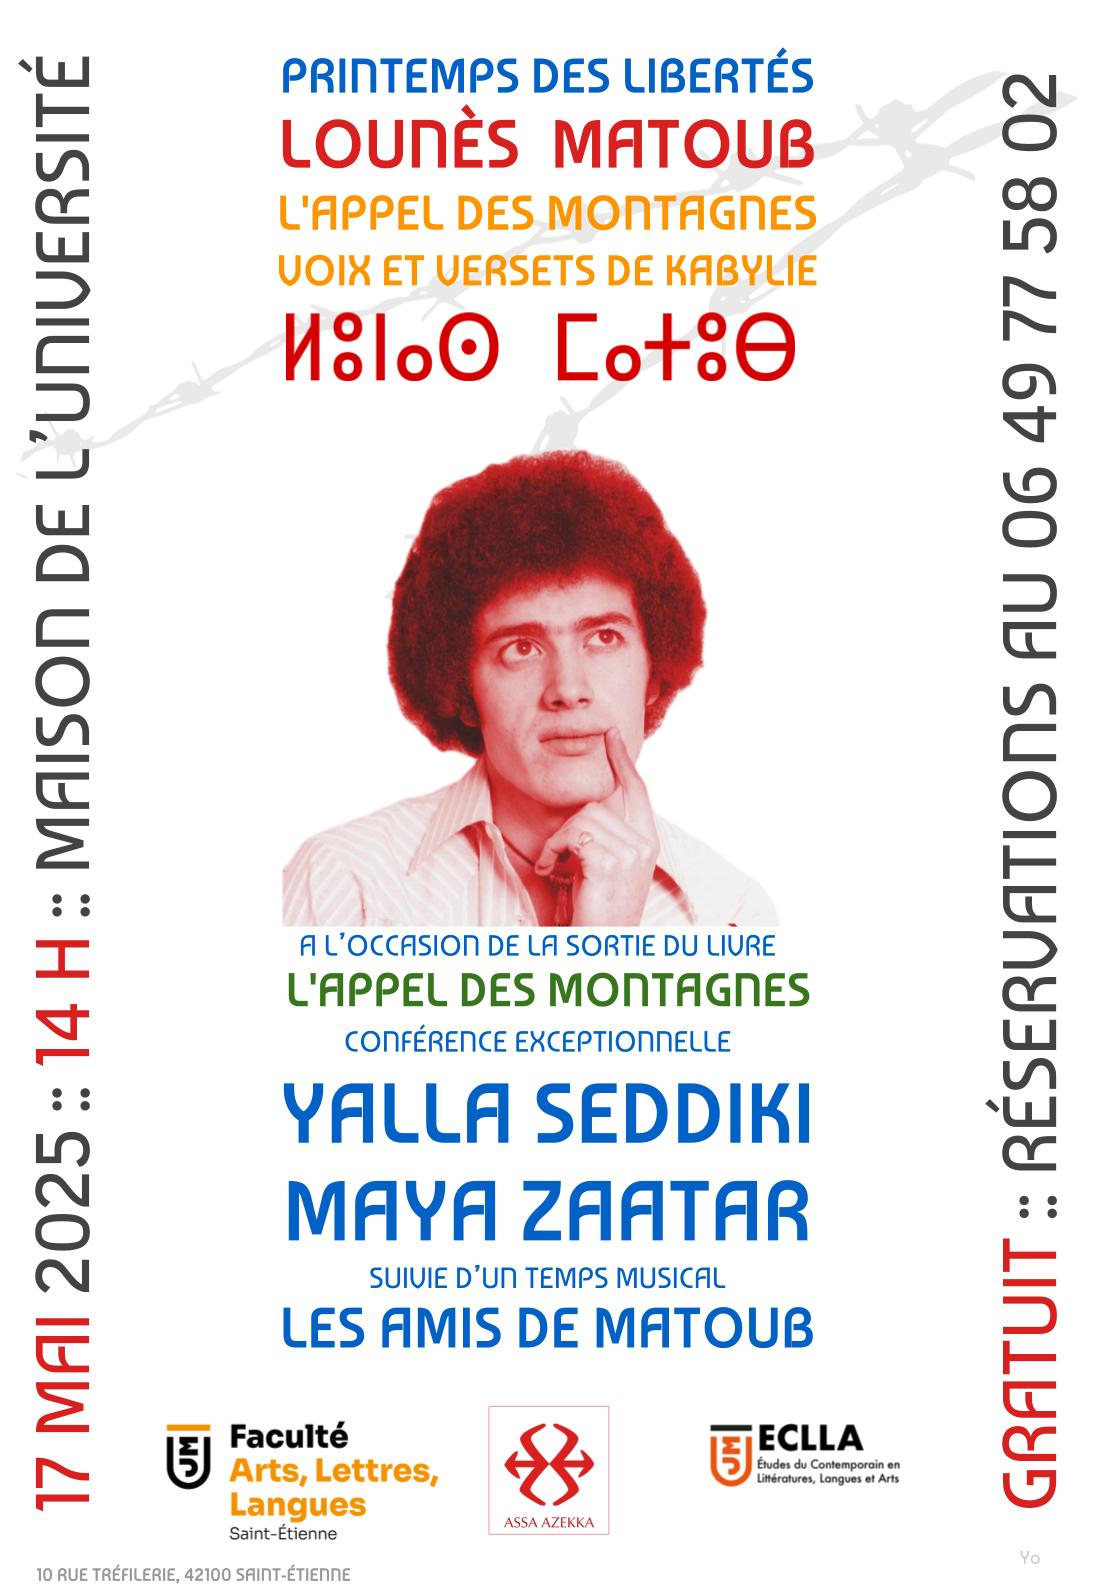 PRINTEMPS DES LIBERTÉS
LOUNÈS MATOUB
L'APPEL DES MONTAGNES
VOIX ET VERSETS DE KABYLIE
ⵍⵓⵏⴰⵙ ⵎⴰⵜⵓⴱ
17 MAI 2025 :: 14 H :: MAISON DE L’UNIVERSITÉ
GRATUIT :: RÉSERVATIONS AU 06 49 77 58 02
A L’OCCASION DE LA SORTIE DU LIVRE
L'APPEL DES MONTAGNES
CONFÉRENCE EXCEPTIONNELLE
YALLA SEDDIKI
MAYA ZAATAR
SUIVIE D’UN TEMPS MUSICAL
LES AMIS DE MATOUB
UJM
Faculté
Arts, Lettres,
Langues
Saint-Étienne
ASSA AZEKKA
UJM
ECLLA
Études du Contemporain en
Littératures, Langues et Arts
Yo
10 RUE TRÉFILERIE, 42100 SAINT-ÉTIENNE